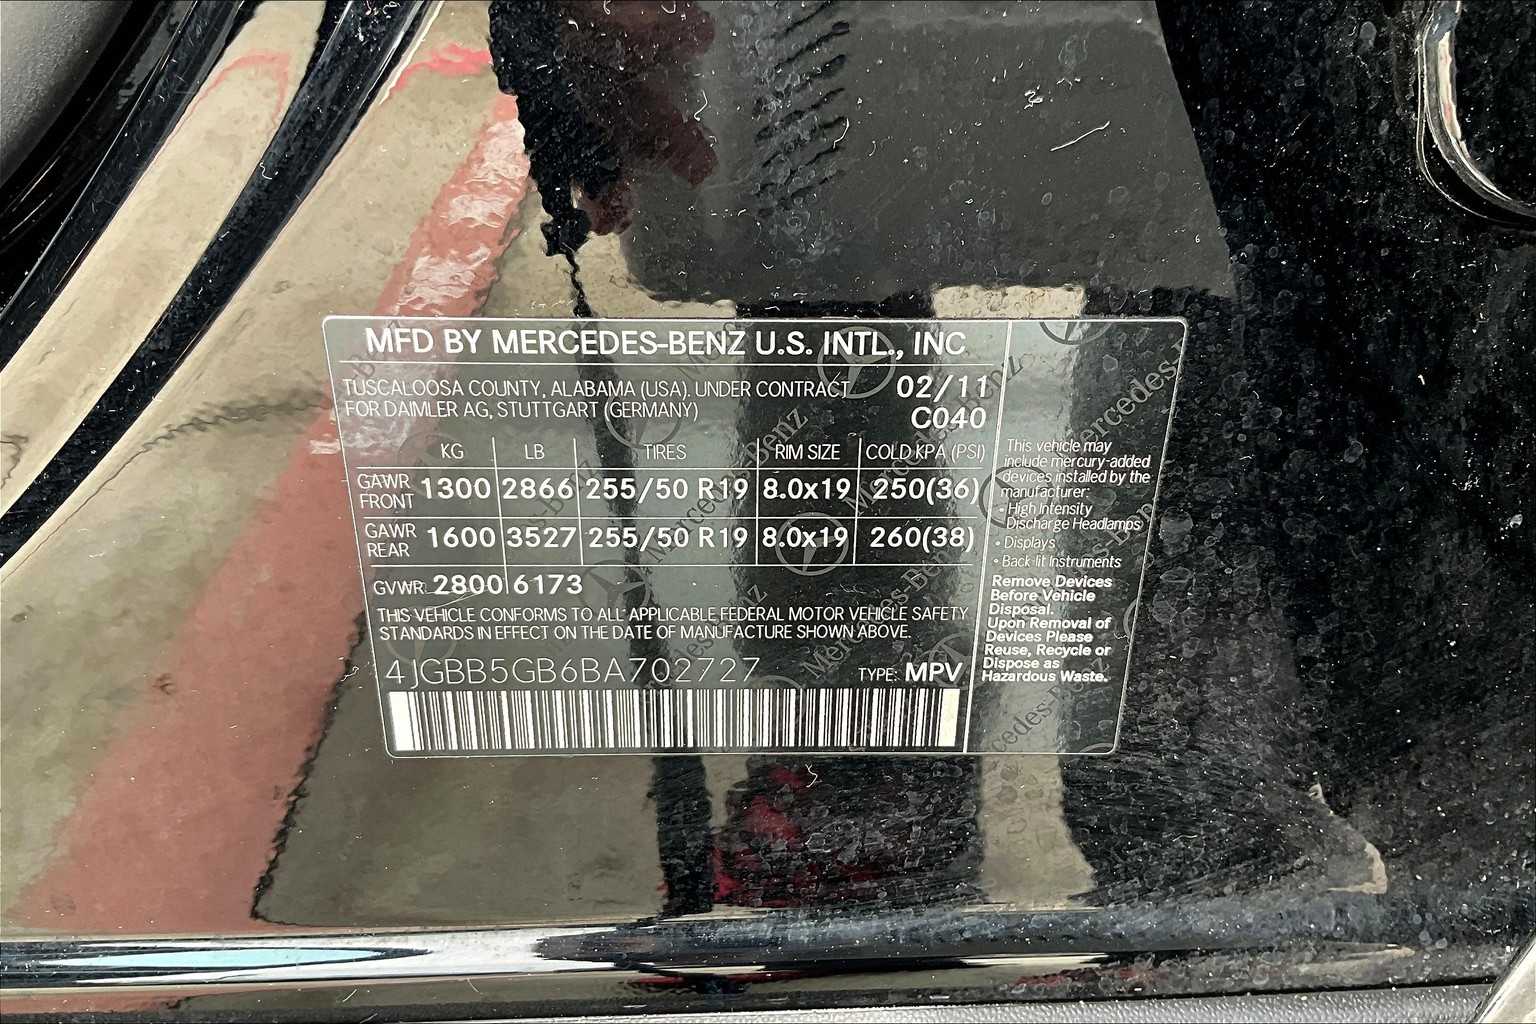 MFD BY MERCEDES-BENZ U.S. INTL., INC
TUSCALOOSA COUNTY, ALABAMA (USA). UNDER CONTRACT 02/11
FOR DAIMLER AG, STUTTGART (GERMANY) C040
KG LB TIRES RIM SIZE COLD KPA (PSI)
GAWR FRONT 1300 2866 255/50 R19 8.0x19 250(36)
GAWR REAR 1600 3527 255/50 R19 8.0x19 260(38)
GVWR 2800 6173
THIS VEHICLE CONFORMS TO ALL APPLICABLE FEDERAL MOTOR VEHICLE SAFETY
STANDARDS IN EFFECT ON THE DATE OF MANUFACTURE SHOWN ABOVE.
4JGBB5GB6BA702727 TYPE: MPV
This vehicle may
include mercury-added
devices installed by the
manufacturer:
• High Intensity
Discharge Headlamps
• Displays
• Back-lit Instruments
Remove Devices
Before Vehicle
Disposal.
Upon Removal of
Devices Please
Reuse, Recycle or
Dispose as
Hazardous Waste.
Mercedes-Benz